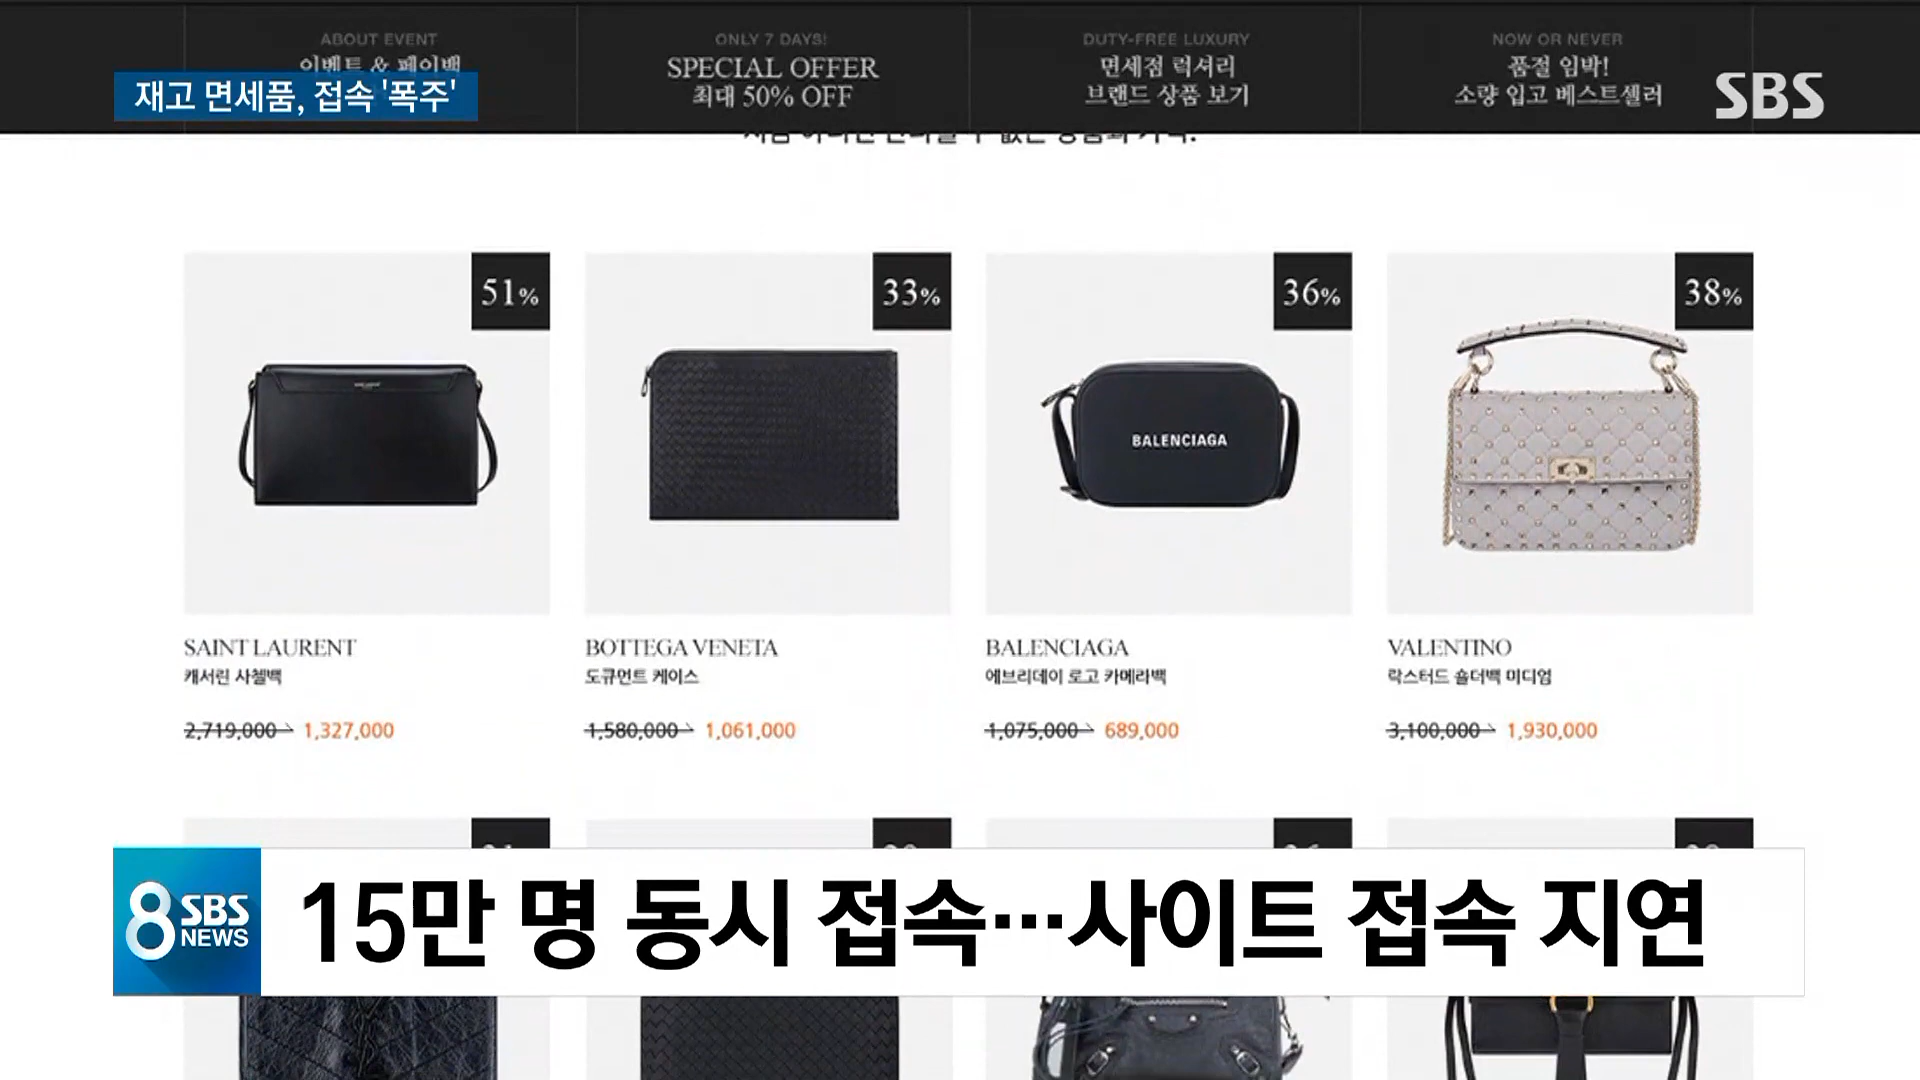 ABOUT EVENT
이벤트 & 페이백
ONLY 7 DAYS!
SPECIAL OFFER
최대 50% OFF
DUTY-FREE LUXURY
면세점 럭셔리
브랜드 상품 보기
NOW OR NEVER
품절 임박!
소량 입고 베스트셀러
재고 면세품, 접속 '폭주'
SBS
51%
33%
36%
38%
BALENCIAGA
SAINT LAURENT
캐서린 사첼백
2,719,000 1,327,000
BOTTEGA VENETA
도큐먼트 케이스
1,580,000 1,061,000
BALENCIAGA
에브리데이 로고 카메라백
1,075,000 689,000
VALENTINO
락스터드 숄더백 미디엄
3,100,000 1,930,000
8 SBS NEWS
15만 명 동시 접속…사이트 접속 지연